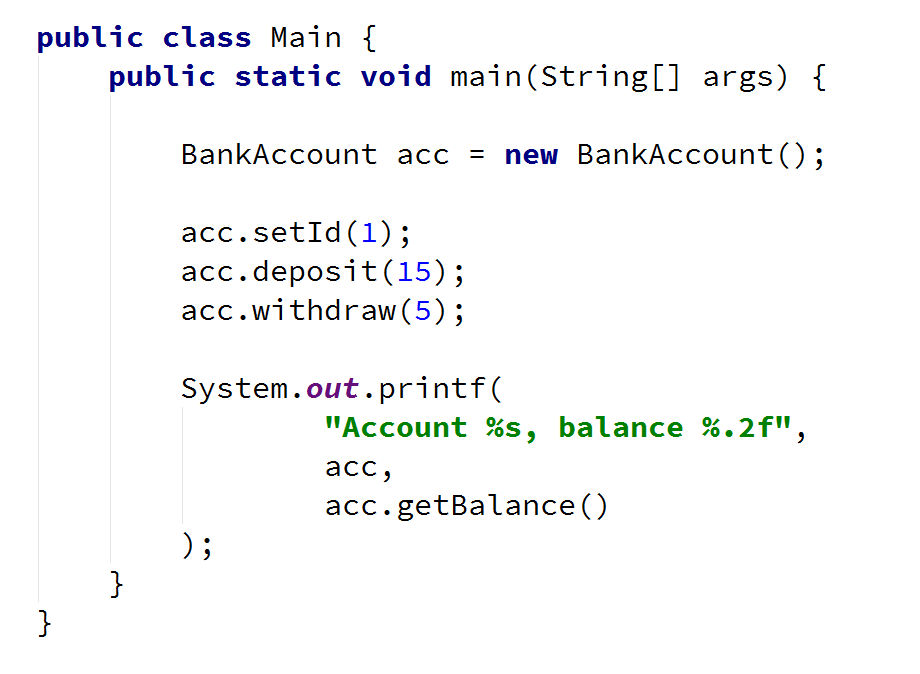 public class Main {
    public static void main(String[] args) {

        BankAccount acc = new BankAccount();

        acc.setId(1);
        acc.deposit(15);
        acc.withdraw(5);

        System.out.printf(
                "Account %s, balance %.2f",
                acc,
                acc.getBalance()
        );
    }
}